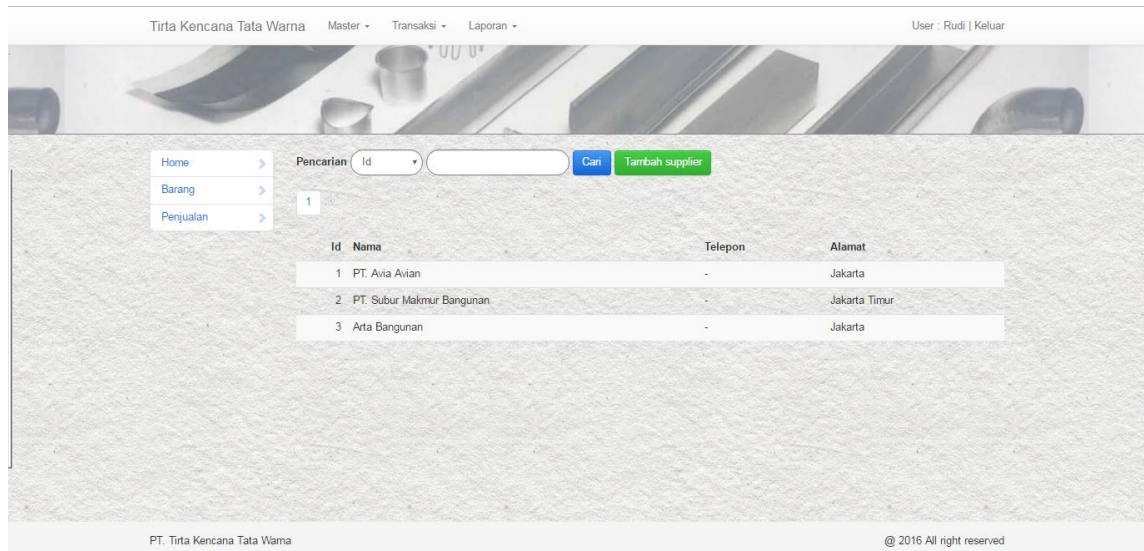 Tirta Kencana Tata Warna Master Transaksi Laporan User : Rudi | Keluar
Home
Barang
Penjualan
Pencarian Id Cari Tambah supplier
1
Id Nama Telepon Alamat
1 PT. Avia Avian - Jakarta
2 PT. Subur Makmur Bangunan - Jakarta Timur
3 Arta Bangunan - Jakarta
PT. Tirta Kencana Tata Warna @ 2016 All right reserved